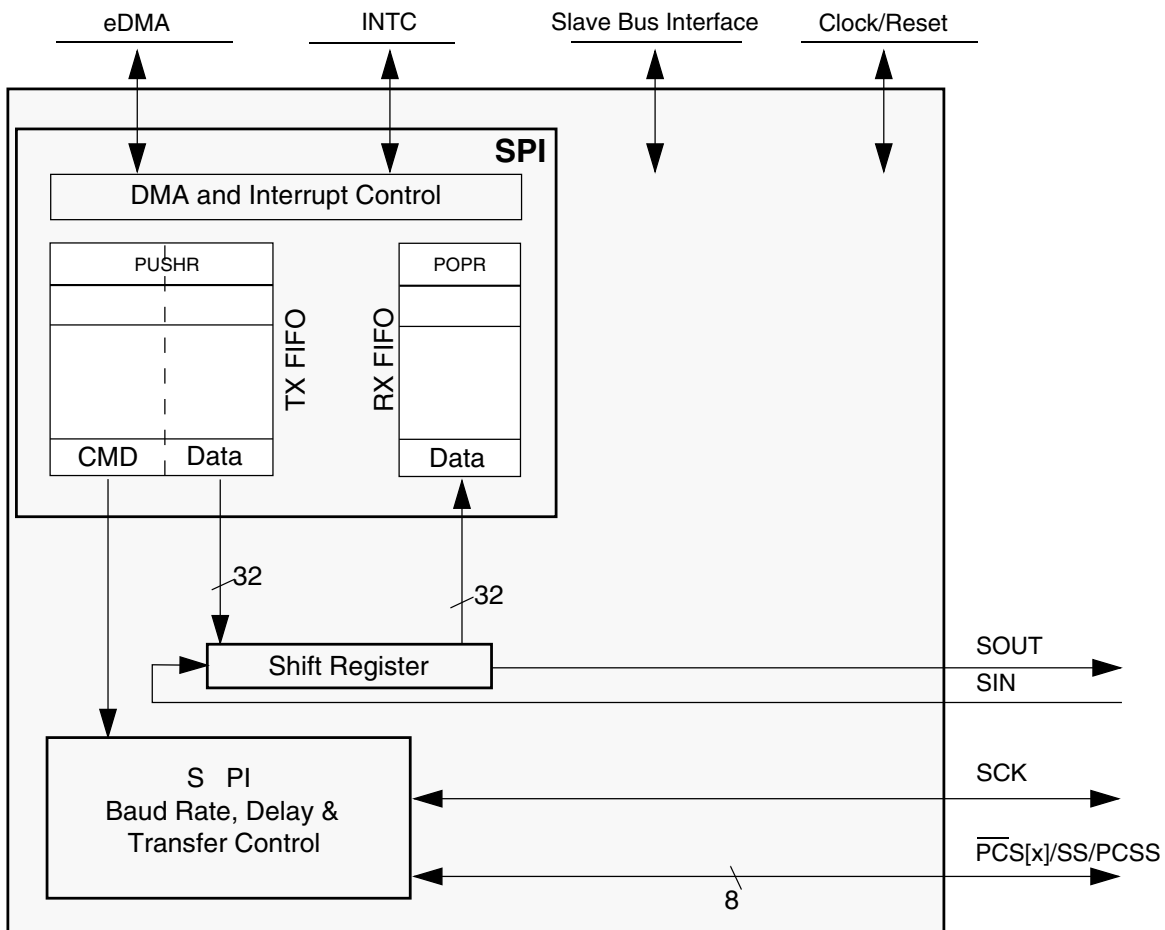 eDMA
INTC
Slave Bus Interface
Clock/Reset
SPI
DMA and Interrupt Control
PUSHR
POPR
TX FIFO
RX FIFO
CMD
Data
Data
32
32
Shift Register
SOUT
SIN
S PI
Baud Rate, Delay &
Transfer Control
SCK
PCS[x]/SS/PCSS
8